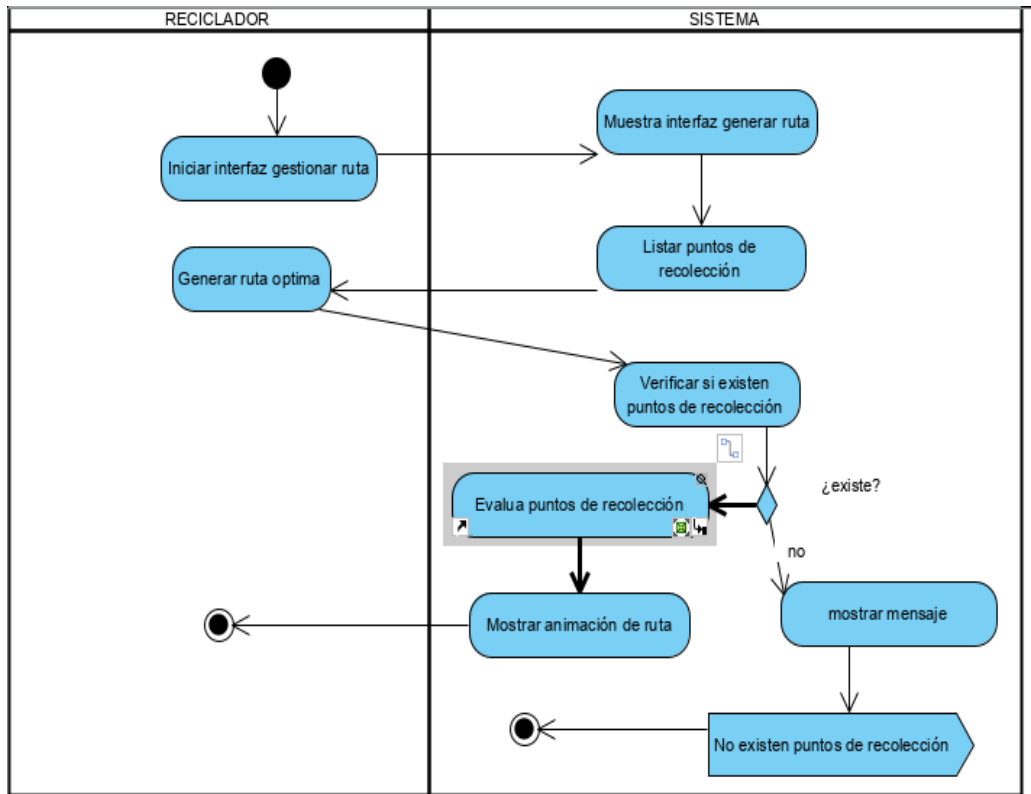 RECICLADOR
SISTEMA
Muestra interfaz generar ruta
Iniciar interfaz gestionar ruta
Listar puntos de
recolección
Generar ruta optima
Verificar si existen
puntos de recolección
¿existe?
Evalua puntos de recolección
no
mostrar mensaje
Mostrar animación de ruta
No existen puntos de recolección